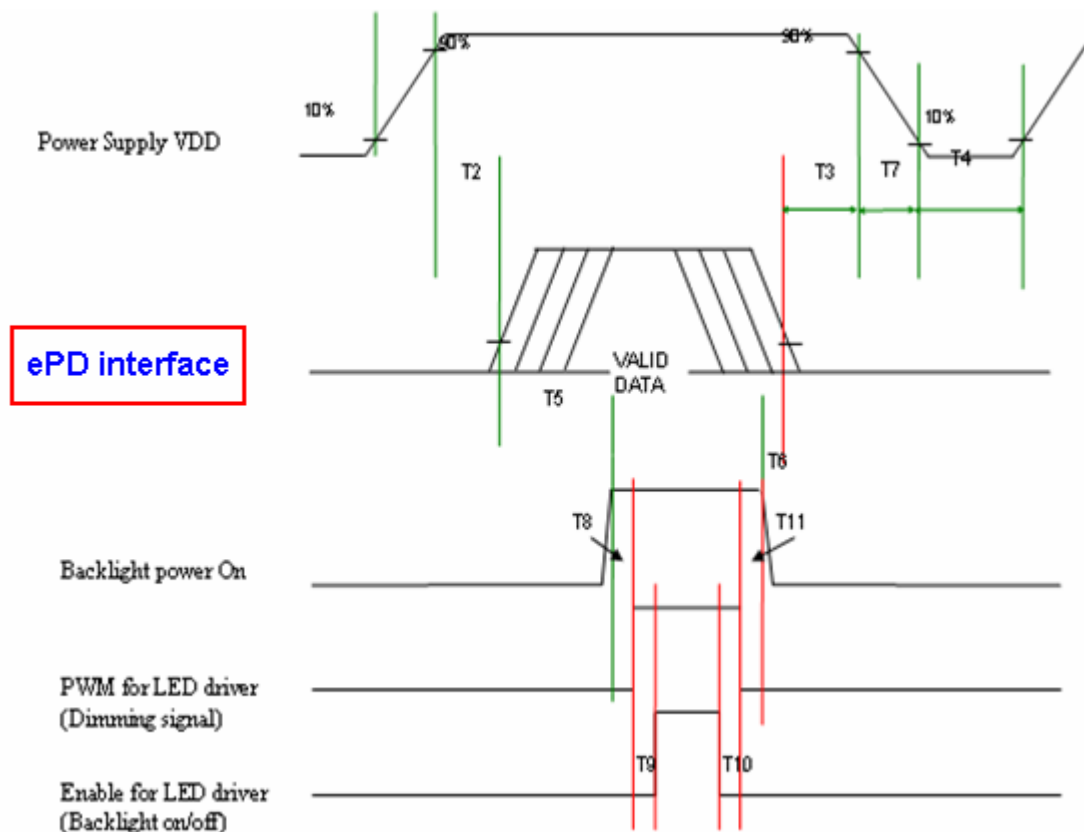 90%
90%
10%
10%
Power Supply VDD
T2
T3
T7
T4
ePD interface
VALID
DATA
T5
T6
T8
T11
Backlight power On
PWM for LED driver
(Dimming signal)
T9
T10
Enable for LED driver
(Backlight on/off)